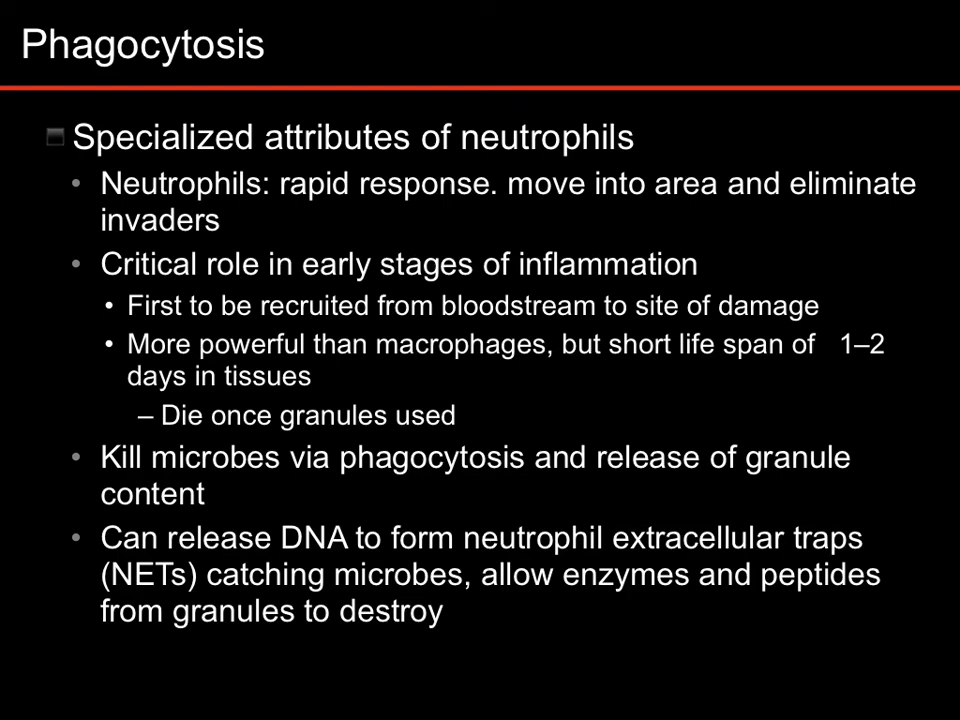 Phagocytosis
Specialized attributes of neutrophils
• Neutrophils: rapid response. move into area and eliminate
invaders
• Critical role in early stages of inflammation
• First to be recruited from bloodstream to site of damage
• More powerful than macrophages, but short life span of 1–2
days in tissues
– Die once granules used
• Kill microbes via phagocytosis and release of granule
content
• Can release DNA to form neutrophil extracellular traps
(NETs) catching microbes, allow enzymes and peptides
from granules to destroy